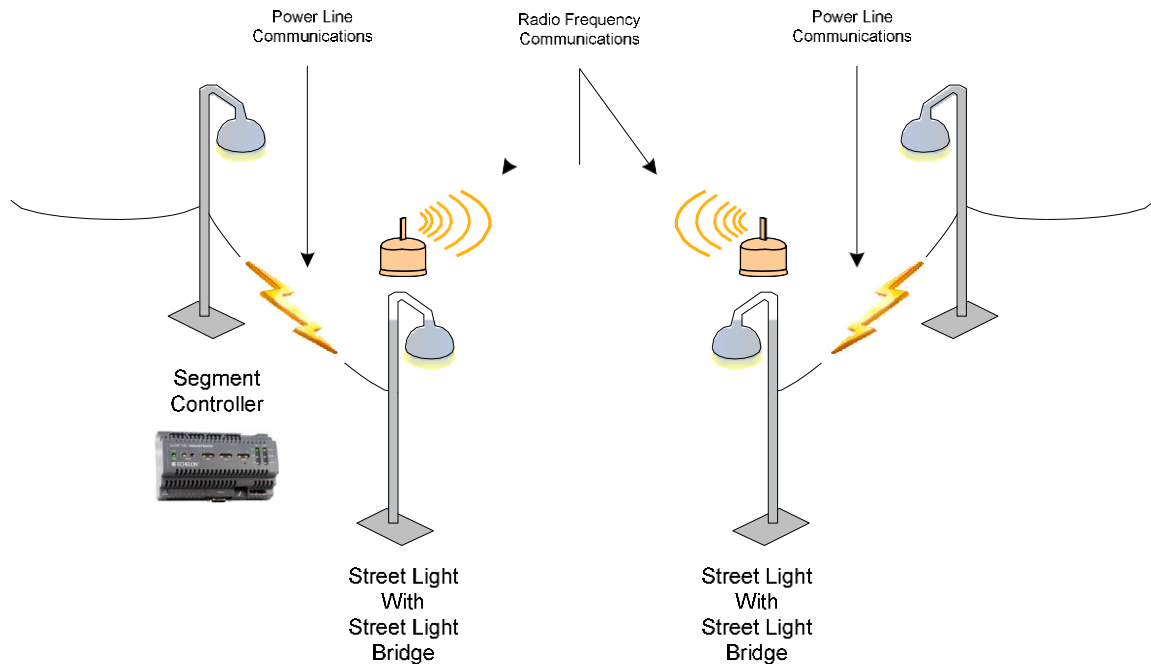 Power Line
Communications
Radio Frequency
Communications
Power Line
Communications
Segment
Controller
ECHELON
Street Light
With
Street Light
Bridge
Street Light
With
Street Light
Bridge